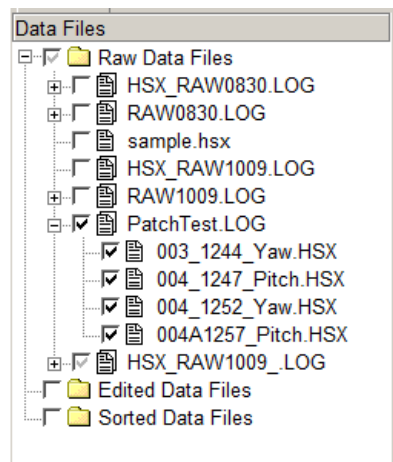 Data Files
Raw Data Files
HSX_RAW0830.LOG
RAW0830.LOG
sample.hsx
HSX_RAW1009.LOG
RAW1009.LOG
PatchTest.LOG
003_1244_Yaw.HSX
004_1247_Pitch.HSX
004_1252_Yaw.HSX
004A1257_Pitch.HSX
HSX_RAW1009_.LOG
Edited Data Files
Sorted Data Files